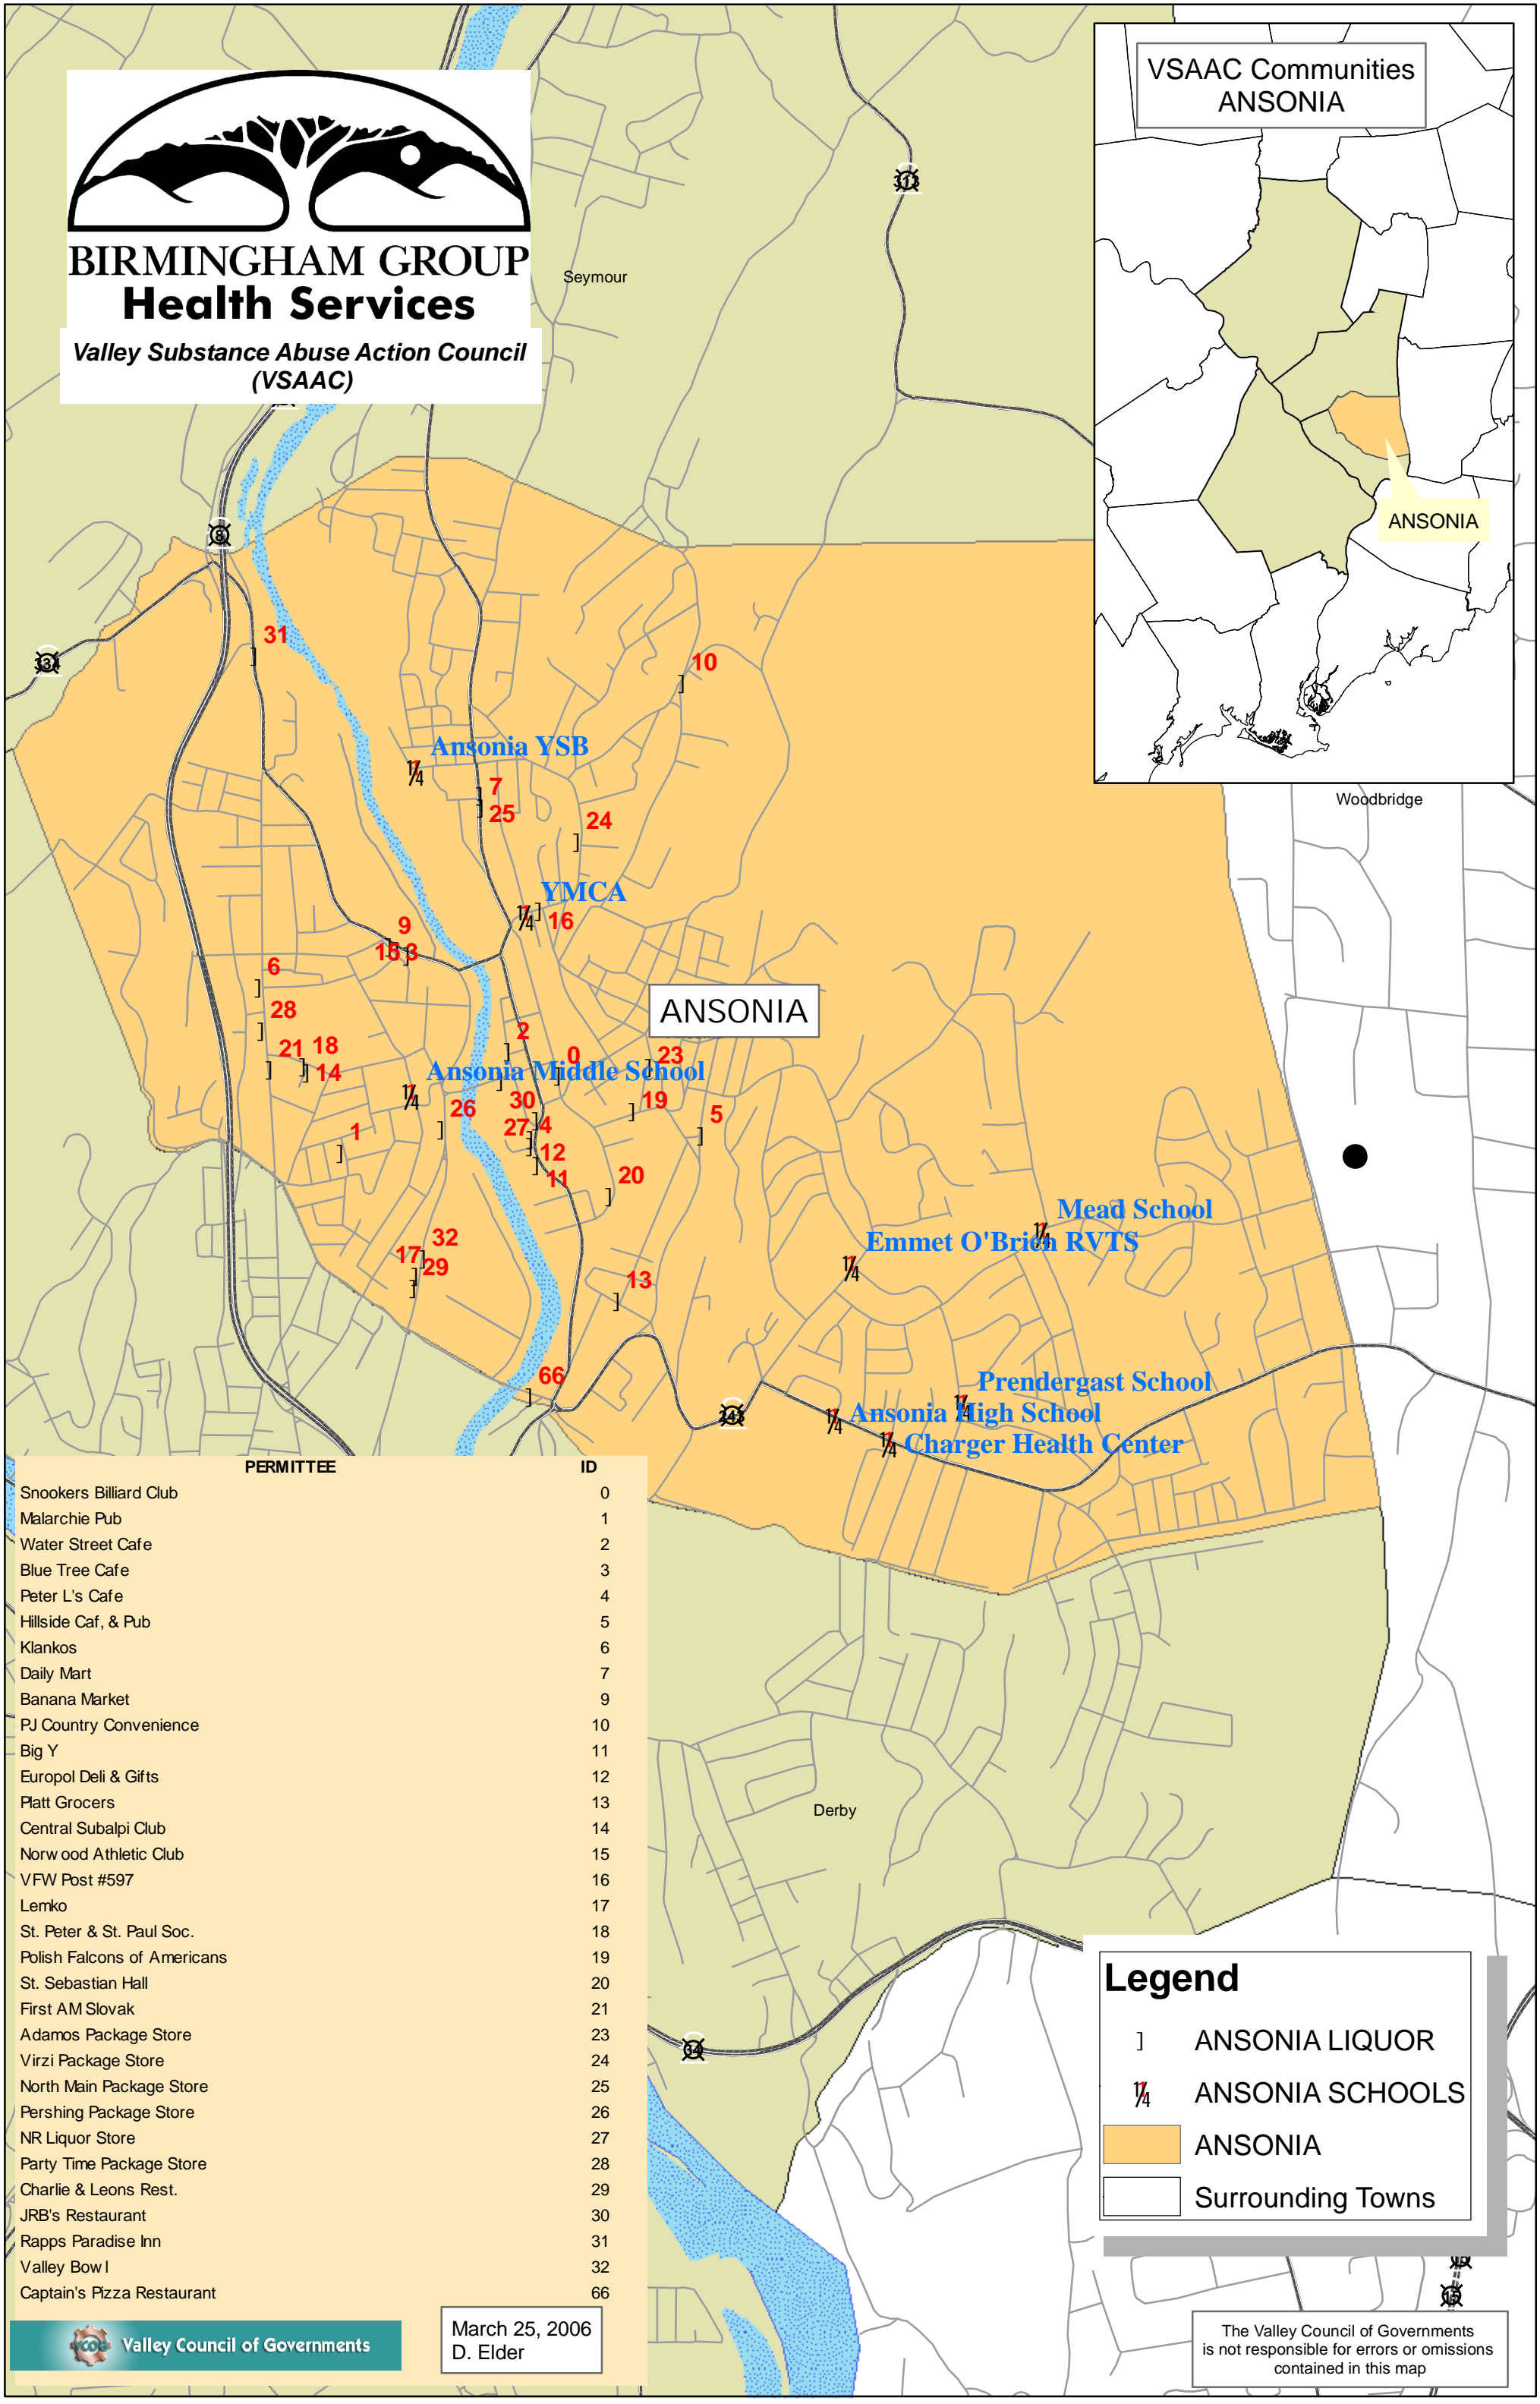 BIRMINGHAM GROUP
Health Services
Valley Substance Abuse Action Council
(VSAAC)
VSAAC Communities
ANSONIA
ANSONIA
313
Seymour
8
334
31
10
Ansonia YSB
7
25
24
Woodbridge
YMCA
16
9
15 3
6
28
ANSONIA
21 18
14
2
0
23
Ansonia Middle School
26
30
19
5
1
27 4
12
11
20
Mead School
Emmet O'Brien RVTS
32
17
29
13
66
Prendergast School
243
Ansonia High School
Charger Health Center
PERMITTEE ID
Snookers Billiard Club 0
Malarchie Pub 1
Water Street Cafe 2
Blue Tree Cafe 3
Peter L's Cafe 4
Hillside Caf, & Pub 5
Klankos 6
Daily Mart 7
Banana Market 9
PJ Country Convenience 10
Big Y 11
Europol Deli & Gifts 12
Platt Grocers 13
Central Subalpi Club 14
Norwood Athletic Club 15
VFW Post #597 16
Lemko 17
St. Peter & St. Paul Soc. 18
Polish Falcons of Americans 19
St. Sebastian Hall 20
First AM Slovak 21
Adamos Package Store 23
Virzi Package Store 24
North Main Package Store 25
Pershing Package Store 26
NR Liquor Store 27
Party Time Package Store 28
Charlie & Leons Rest. 29
JRB's Restaurant 30
Rapps Paradise Inn 31
Valley Bowl 32
Captain's Pizza Restaurant 66
Derby
34
Legend
] ANSONIA LIQUOR
1/4 ANSONIA SCHOOLS
ANSONIA
Surrounding Towns
15
VCOG Valley Council of Governments
March 25, 2006
D. Elder
The Valley Council of Governments
is not responsible for errors or omissions
contained in this map